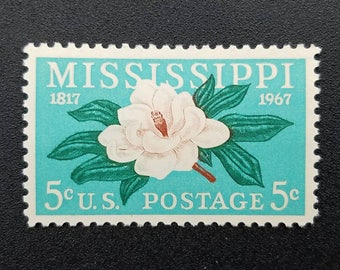 MISSISSIPPI
1817 1967
5c U.S. POSTAGE 5c